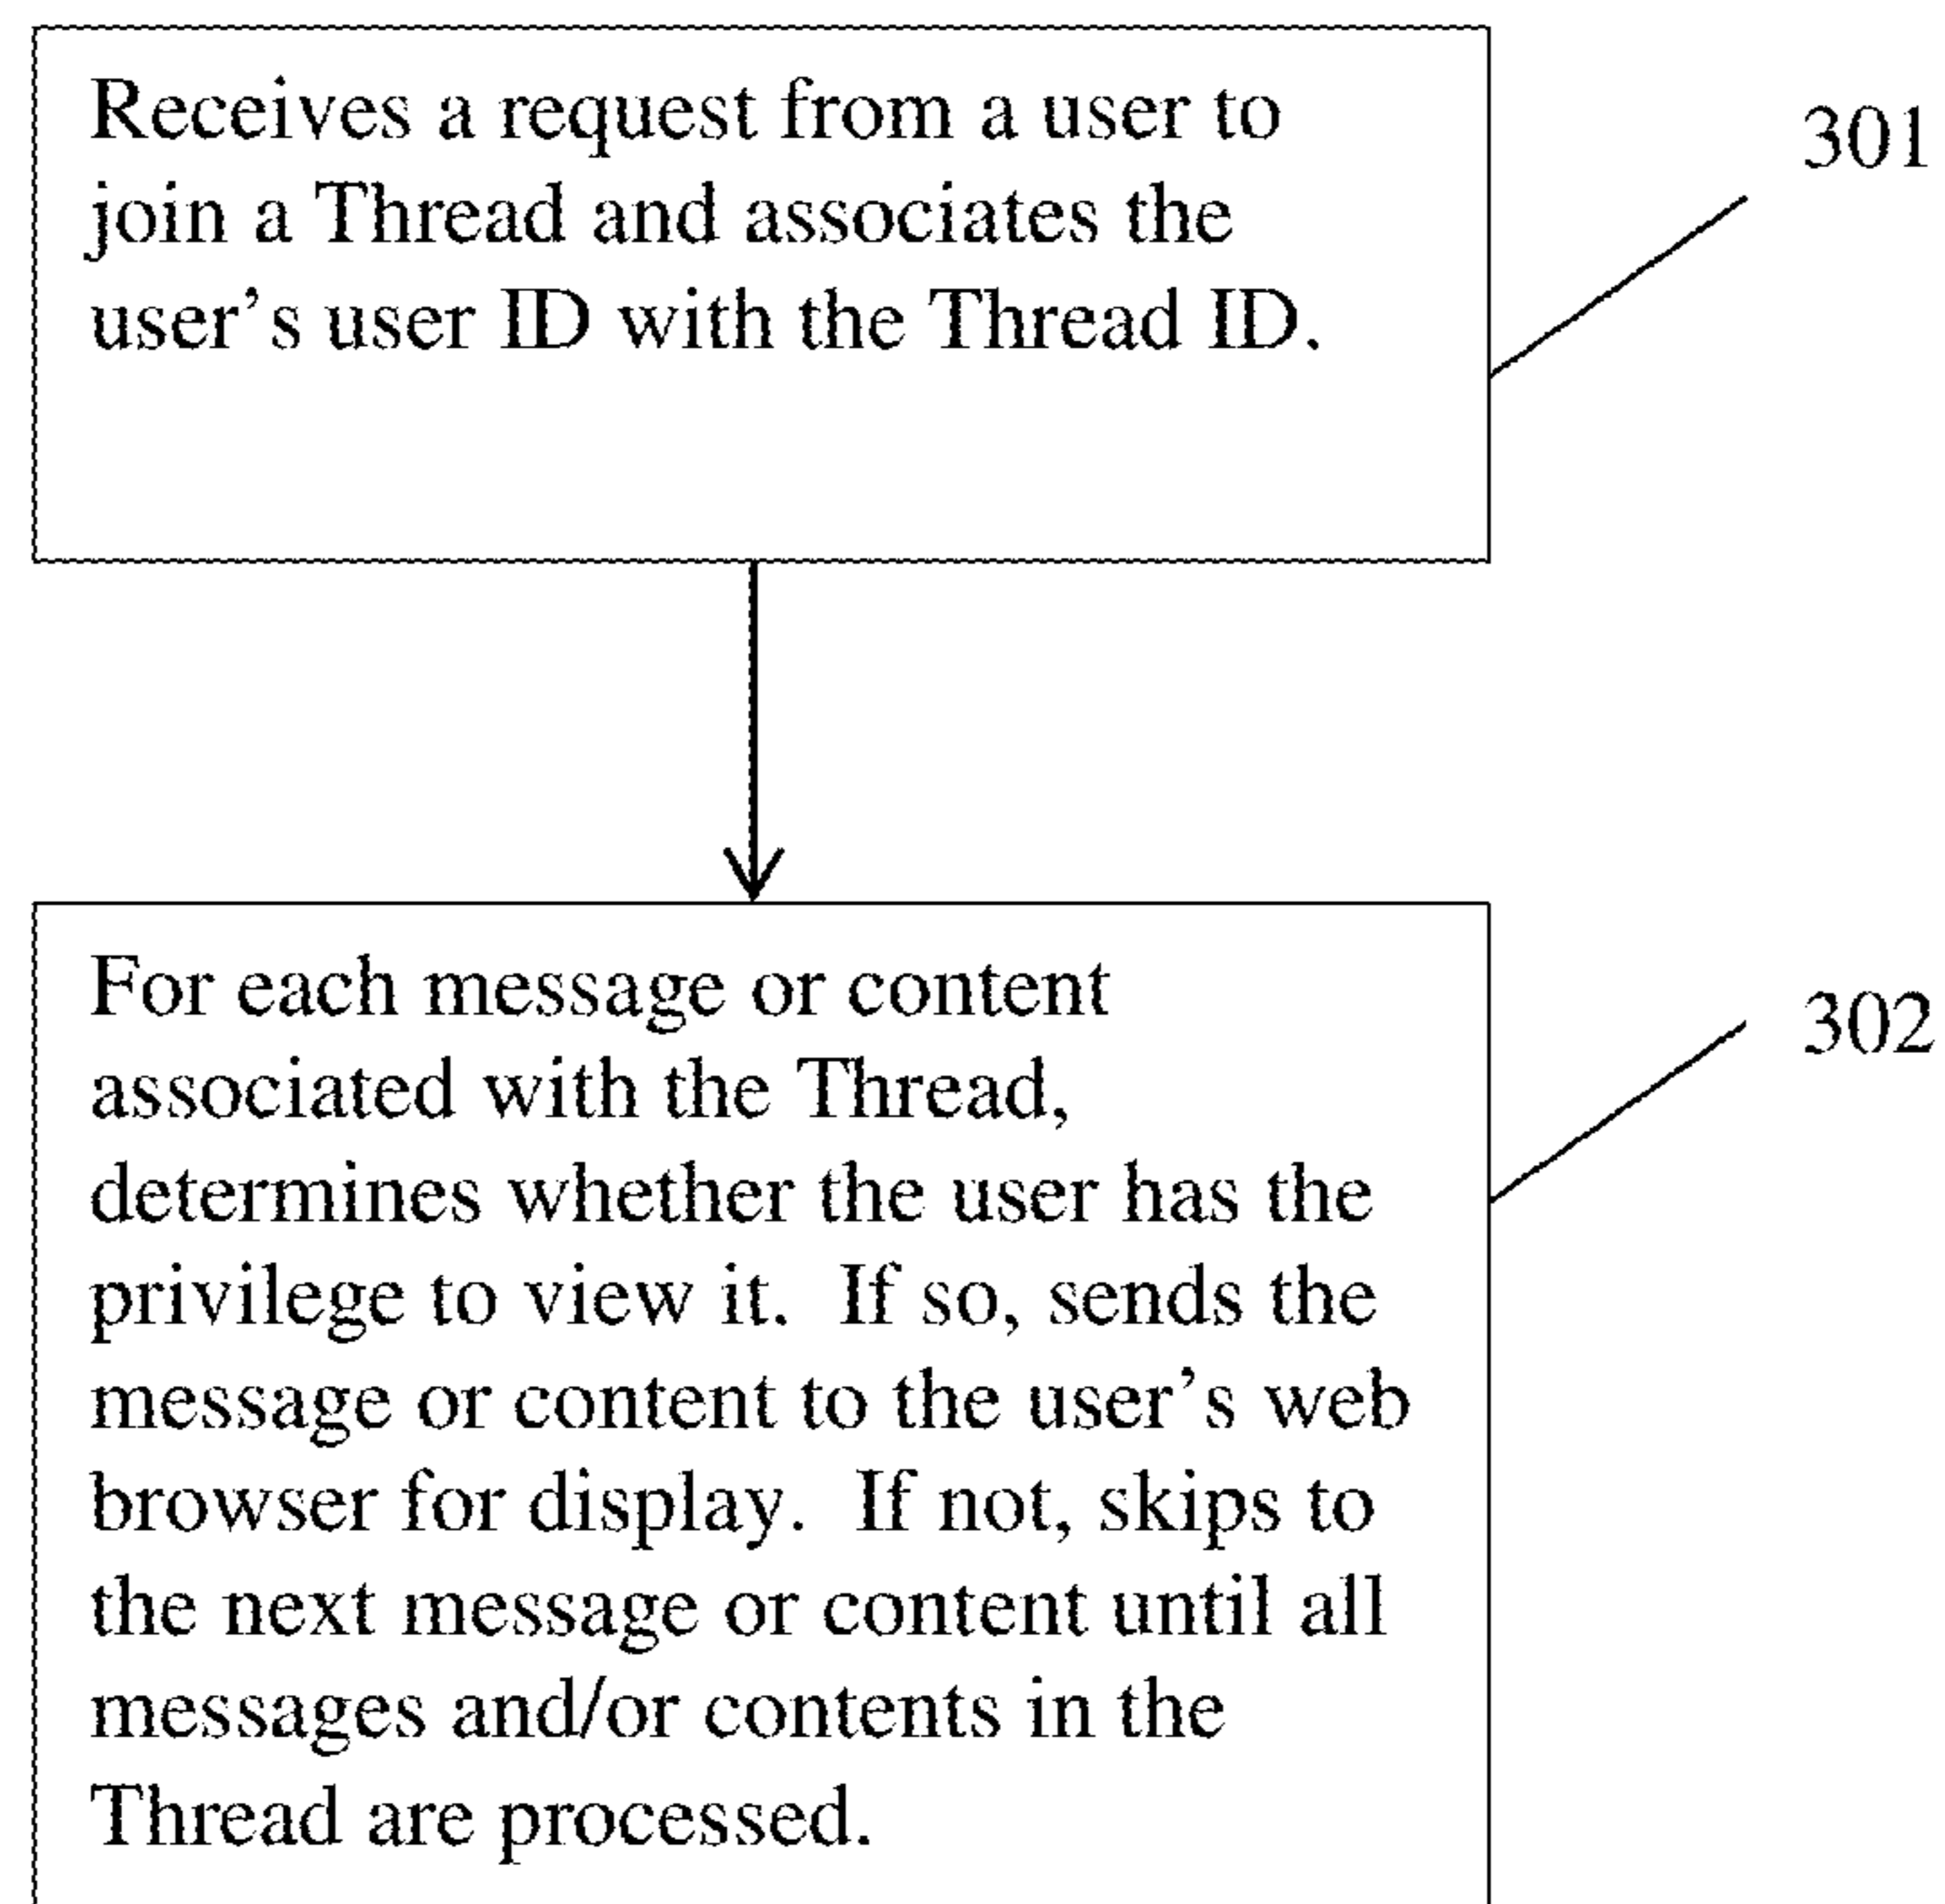 Receives a request from a user to
join a Thread and associates the
user's user ID with the Thread ID.
301
For each message or content
associated with the Thread,
determines whether the user has the
privilege to view it.  If so, sends the
message or content to the user's web
browser for display.  If not, skips to
the next message or content until all
messages and/or contents in the
Thread are processed.
302